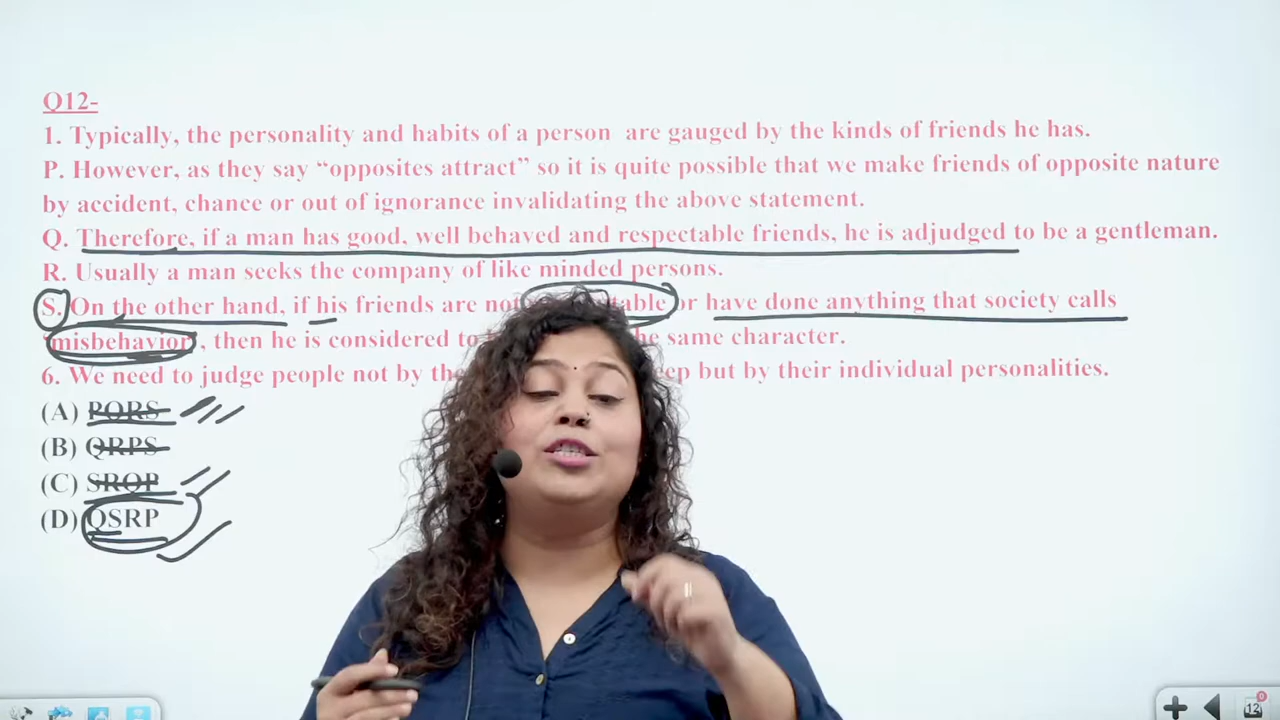 Q12-
1. Typically, the personality and habits of a person are gauged by the kinds of friends he has.
P. However, as they say “opposites attract” so it is quite possible that we make friends of opposite nature
by accident, chance or out of ignorance invalidating the above statement.
Q. Therefore, if a man has good, well behaved and respectable friends, he is adjudged to be a gentleman.
R. Usually a man seeks the company of like minded persons.
S. On the other hand, if his friends are not or have done anything that society calls
‘misbehavior’, then he is considered to same character.
6. We need to judge people not by but by their individual personalities.
(A) PQRS
(B) QRPS
(C) SRQP
(D) QSRP
12